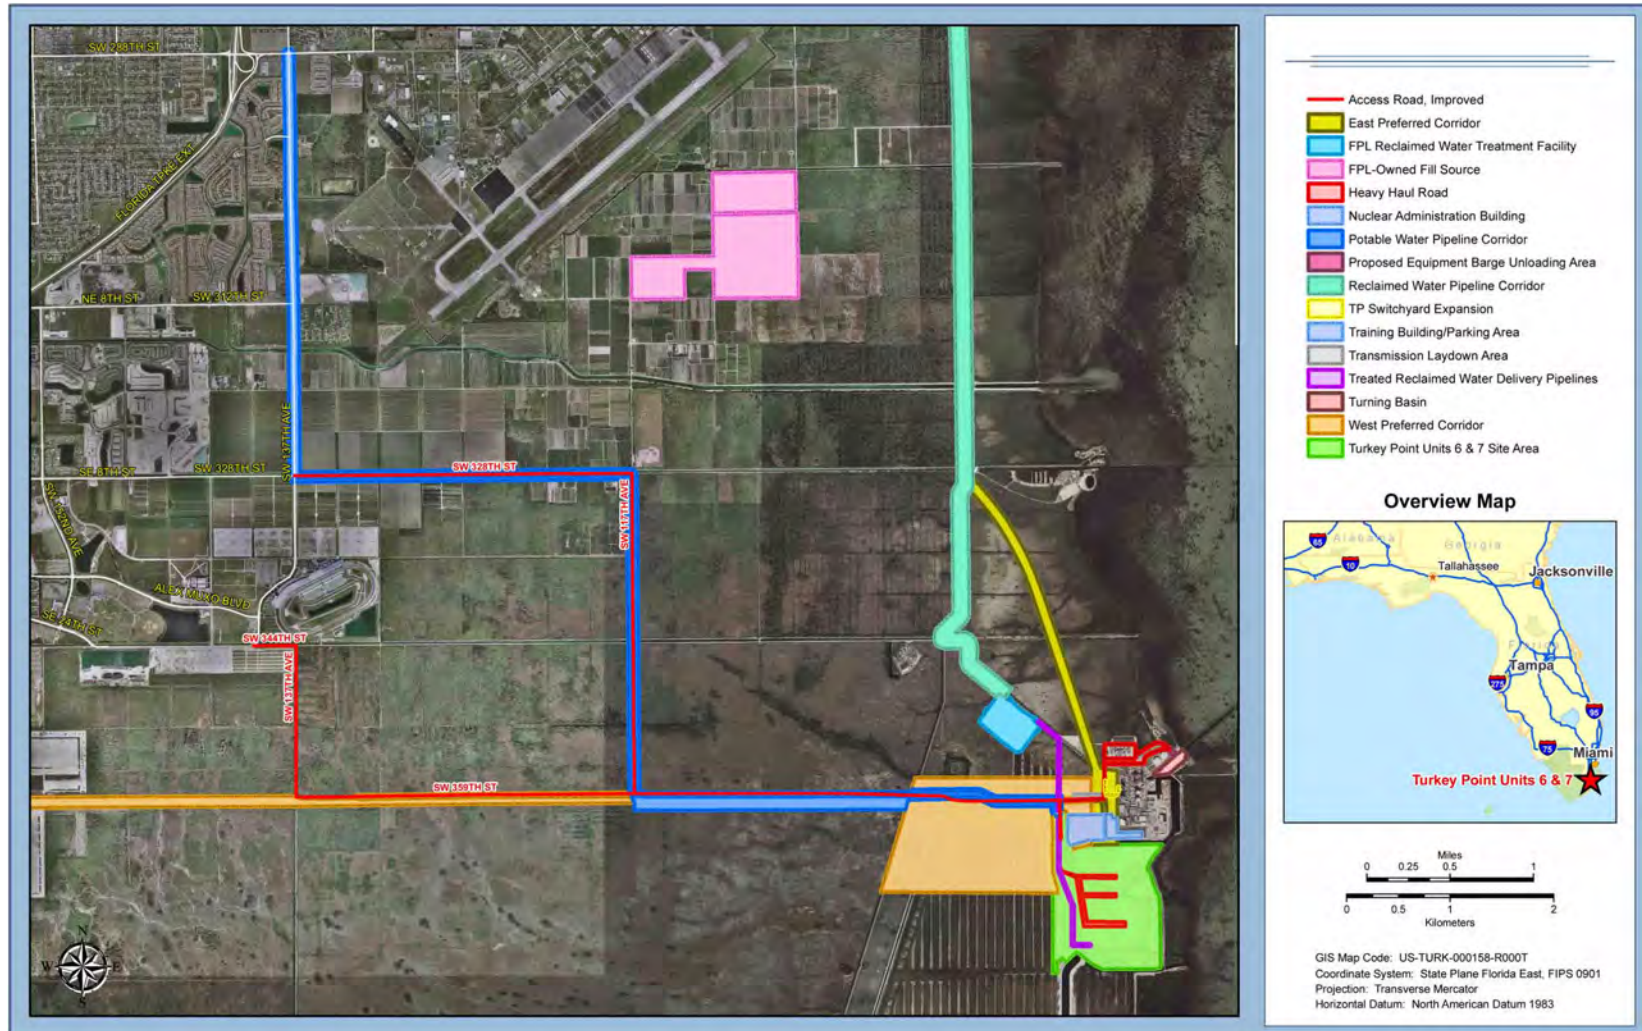 SW 288TH ST
FLORIDA TPKE EXT
NE 8TH ST
SW 312TH ST
SW 137TH AVE
SE 8TH ST
SW 328TH ST
SW 328TH ST
SW 117TH AVE
SW 152ND AVE
ALEX MUXO BLVD
SE 24TH ST
SW 344TH ST
SW 137TH AVE
SW 359TH ST
N
W
E
S
Access Road, Improved
East Preferred Corridor
FPL Reclaimed Water Treatment Facility
FPL-Owned Fill Source
Heavy Haul Road
Nuclear Administration Building
Potable Water Pipeline Corridor
Proposed Equipment Barge Unloading Area
Reclaimed Water Pipeline Corridor
TP Switchyard Expansion
Training Building/Parking Area
Transmission Laydown Area
Treated Reclaimed Water Delivery Pipelines
Turning Basin
West Preferred Corridor
Turkey Point Units 6 & 7 Site Area
Overview Map
65
Alabama
Georgia
10
Tallahassee
Jacksonville
Florida
Tampa
275
95
75
Miami
Turkey Point Units 6 & 7
Miles
0 0.25 0.5 1
0 0.5 1 2
Kilometers
GIS Map Code: US-TURK-000158-R000T
Coordinate System: State Plane Florida East, FIPS 0901
Projection: Transverse Mercator
Horizontal Datum: North American Datum 1983